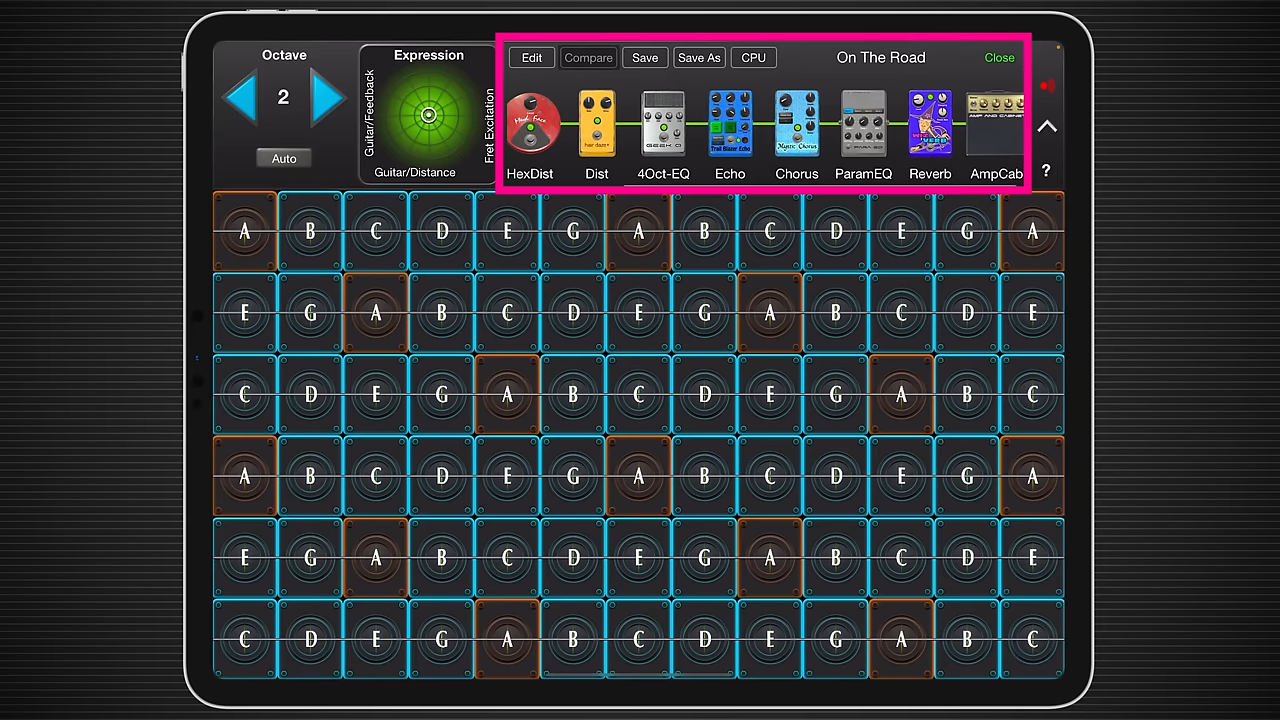 Octave
2
Auto
Expression
Guitar/Feedback
Fret Excitation
Guitar/Distance
Edit Compare Save Save As CPU On The Road Close
HexDist Dist 4Oct-EQ Echo Chorus ParamEQ Reverb AmpCab
?
A B C D E G A B C D E G A
E G A B C D E G A B C D E
C D E G A B C D E G A B C
A B C D E G A B C D E G A
E G A B C D E G A B C D E
C D E G A B C D E G A B C